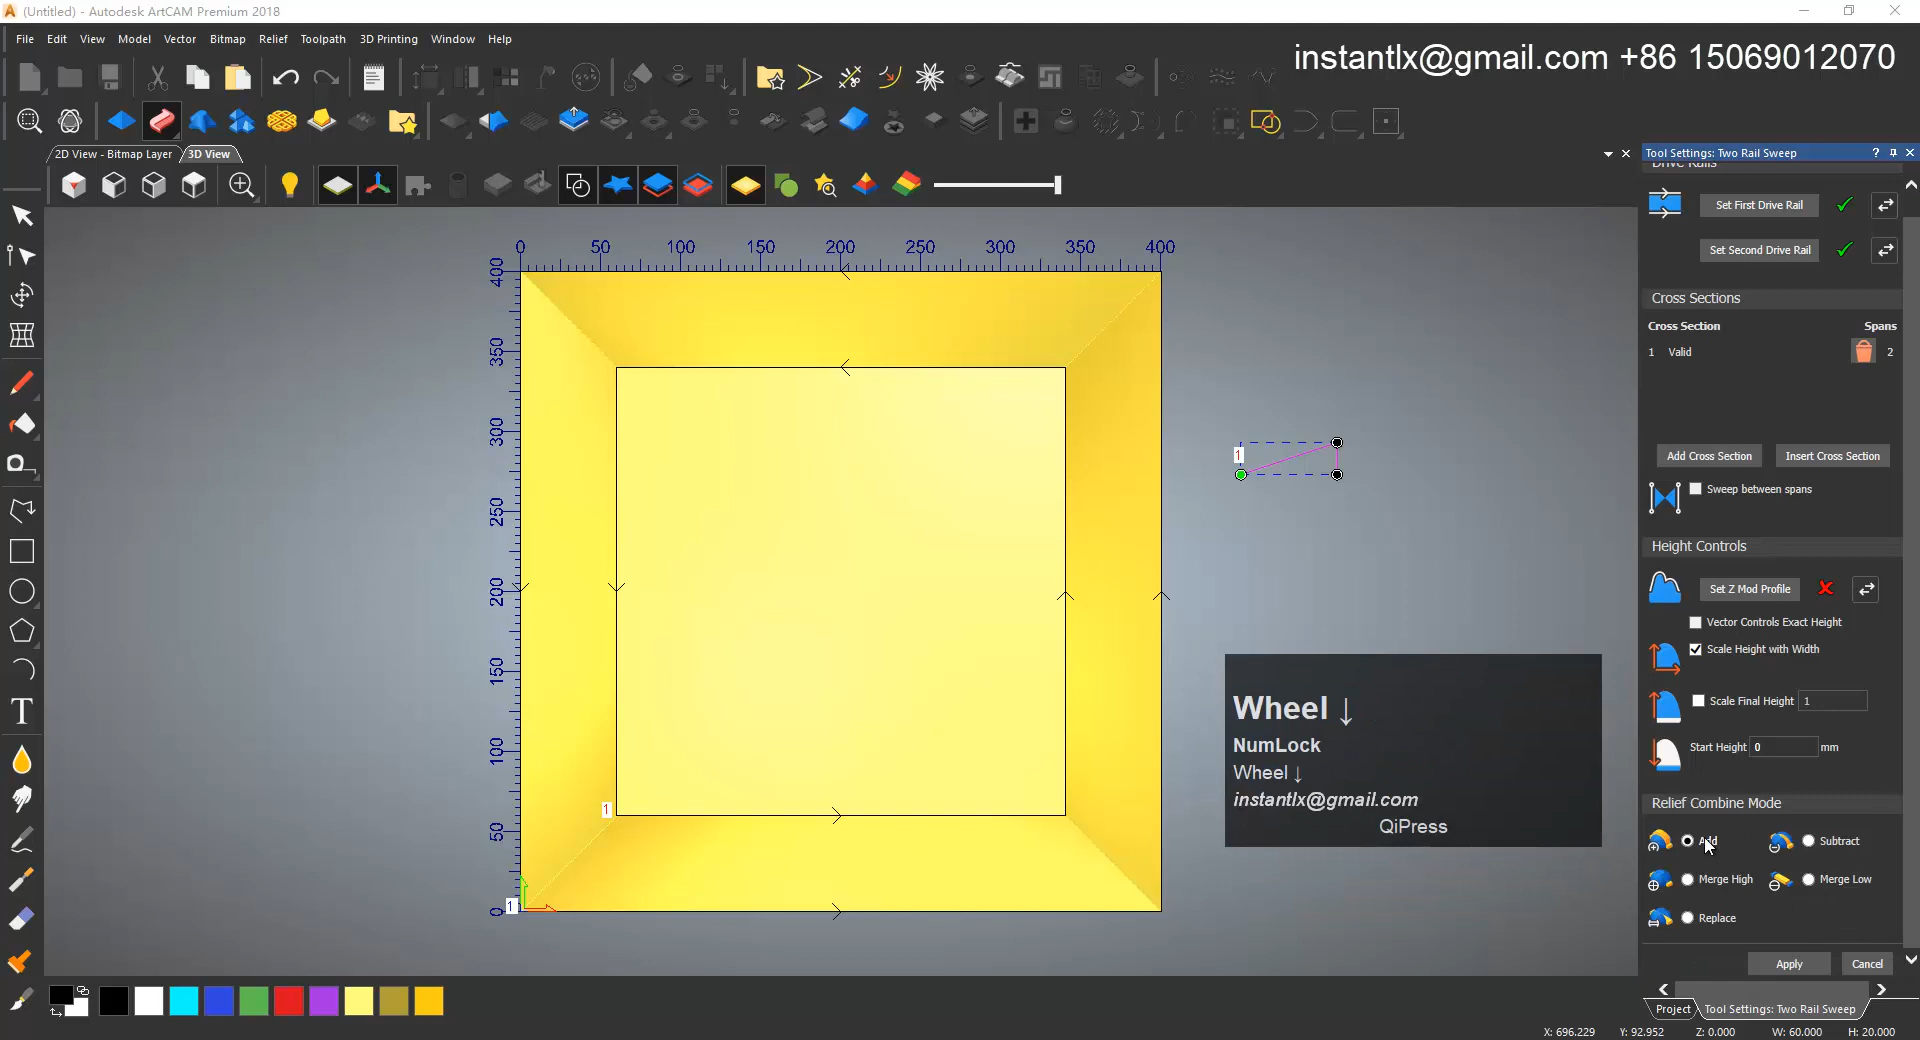 (Untitled) - Autodesk ArtCAM Premium 2018
File Edit View Model Vector Bitmap Relief Toolpath 3D Printing Window Help
instantlx@gmail.com +86 15069012070
2D View - Bitmap Layer 3D View
Tool Settings: Two Rail Sweep
Drive Rails
Set First Drive Rail
Set Second Drive Rail
Cross Sections
Cross Section Spans
1 Valid 2
Add Cross Section Insert Cross Section
Sweep between spans
Height Controls
Set Z Mod Profile
Vector Controls Exact Height
Scale Height with Width
Scale Final Height 1
Start Height 0 mm
Relief Combine Mode
Add Subtract
Merge High Merge Low
Replace
Apply Cancel
Project Tool Settings: Two Rail Sweep
0 50 100 150 200 250 300 350 400
400
350
300
250
200
150
100
50
0
1
1
1
T
Wheel ↓
NumLock
Wheel ↓
instantlx@gmail.com
QiPress
X: 696.229 Y: 92.952 Z: 0.000 W: 60.000 H: 20.000